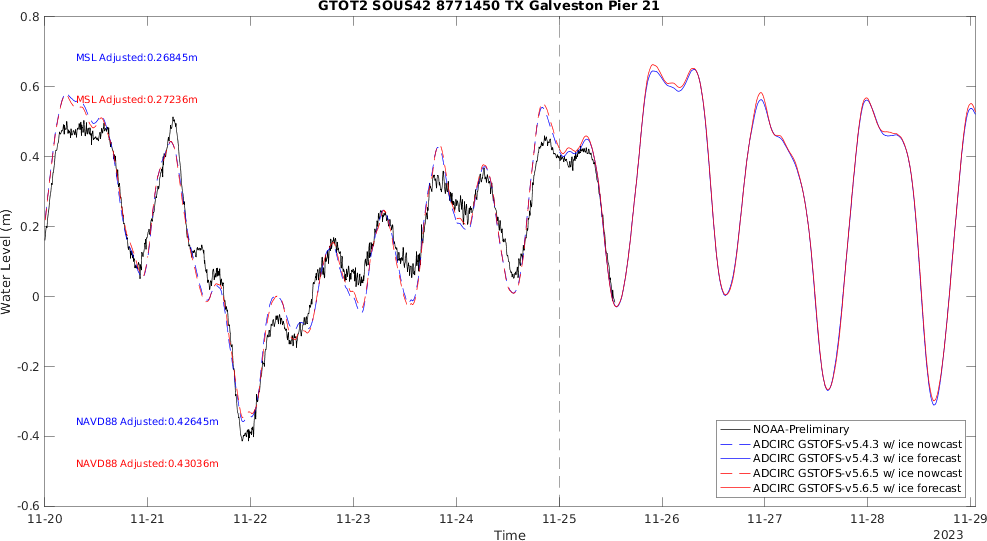 GTOT2 SOUS42 8771450 TX Galveston Pier 21
0.8
0.6
0.4
0.2
0
-0.2
-0.4
-0.6
Water Level (m)
MSL Adjusted:0.26845m
MSL Adjusted:0.27236m
NAVD88 Adjusted:0.42645m
NAVD88 Adjusted:0.43036m
NOAA-Preliminary
ADCIRC GSTOFS-v5.4.3 w/ ice nowcast
ADCIRC GSTOFS-v5.4.3 w/ ice forecast
ADCIRC GSTOFS-v5.6.5 w/ ice nowcast
ADCIRC GSTOFS-v5.6.5 w/ ice forecast
11-20 11-21 11-22 11-23 11-24 11-25 11-26 11-27 11-28 11-29
Time
2023